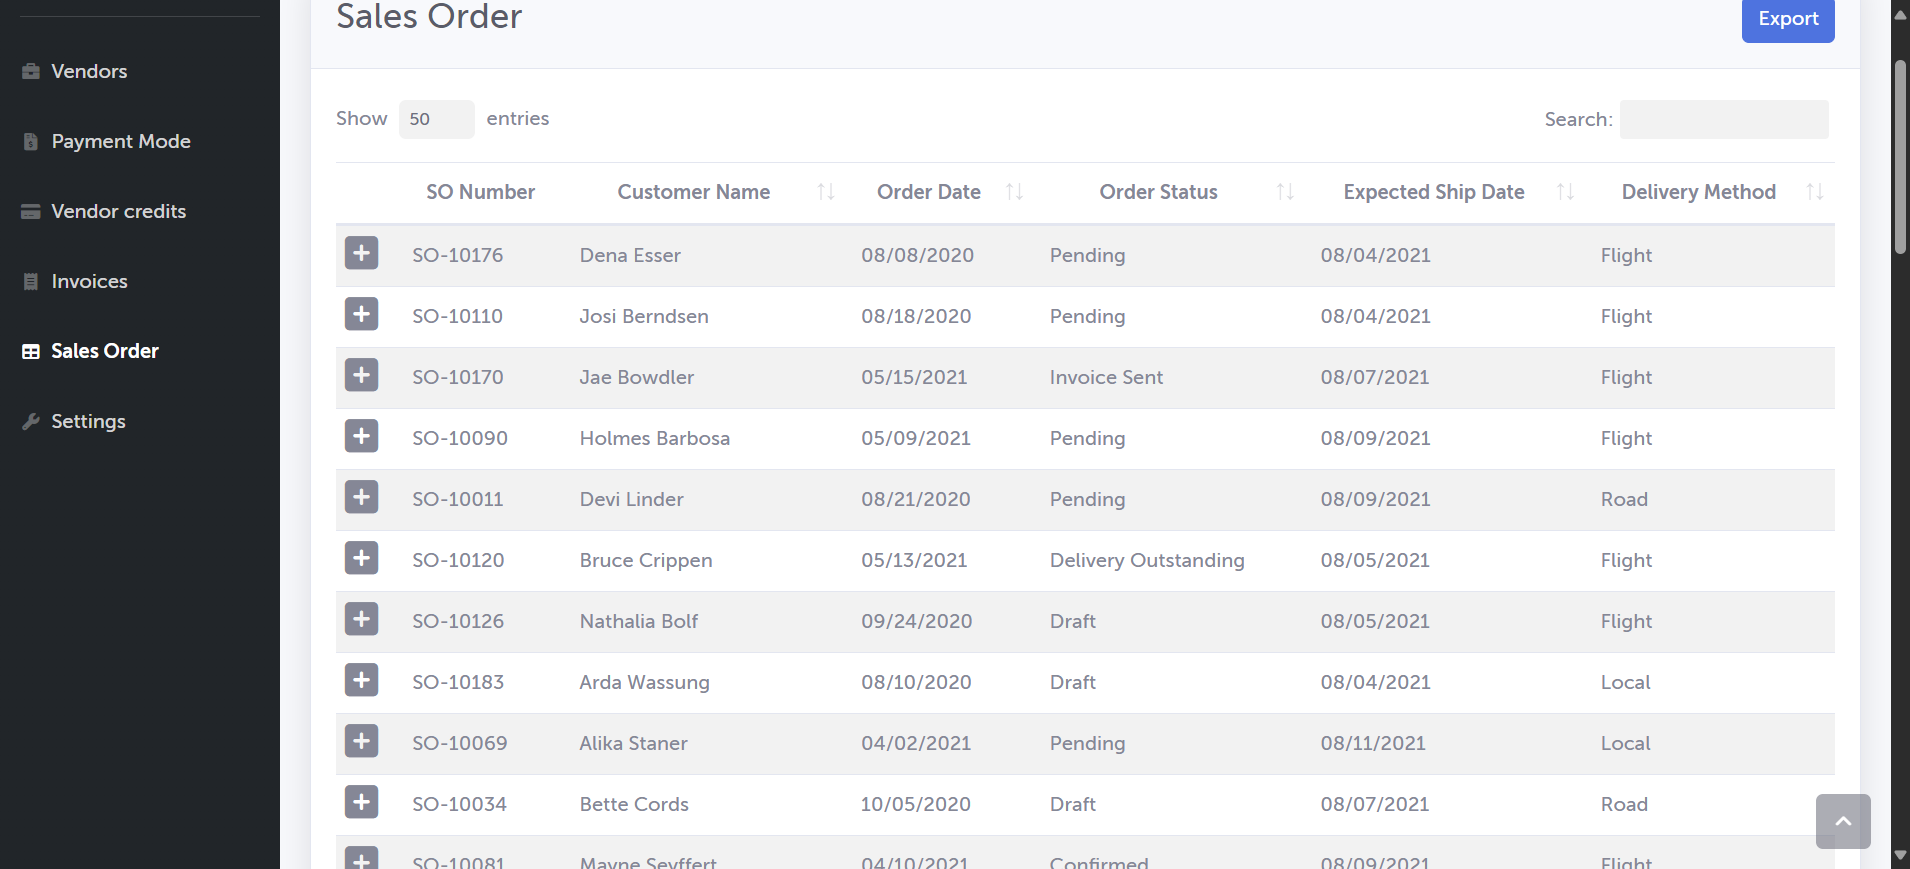 Sales Order
Export
Vendors
Payment Mode
Vendor credits
Invoices
Sales Order
Settings
Show 50 entries
Search:
SO Number Customer Name Order Date Order Status Expected Ship Date Delivery Method
SO-10176 Dena Esser 08/08/2020 Pending 08/04/2021 Flight
SO-10110 Josi Berndsen 08/18/2020 Pending 08/04/2021 Flight
SO-10170 Jae Bowdler 05/15/2021 Invoice Sent 08/07/2021 Flight
SO-10090 Holmes Barbosa 05/09/2021 Pending 08/09/2021 Flight
SO-10011 Devi Linder 08/21/2020 Pending 08/09/2021 Road
SO-10120 Bruce Crippen 05/13/2021 Delivery Outstanding 08/05/2021 Flight
SO-10126 Nathalia Bolf 09/24/2020 Draft 08/05/2021 Flight
SO-10183 Arda Wassung 08/10/2020 Draft 08/04/2021 Local
SO-10069 Alika Staner 04/02/2021 Pending 08/11/2021 Local
SO-10034 Bette Cords 10/05/2020 Draft 08/07/2021 Road
SO-10081 Mayne Seyffert 04/10/2021 Confirmed 08/09/2021 Flight